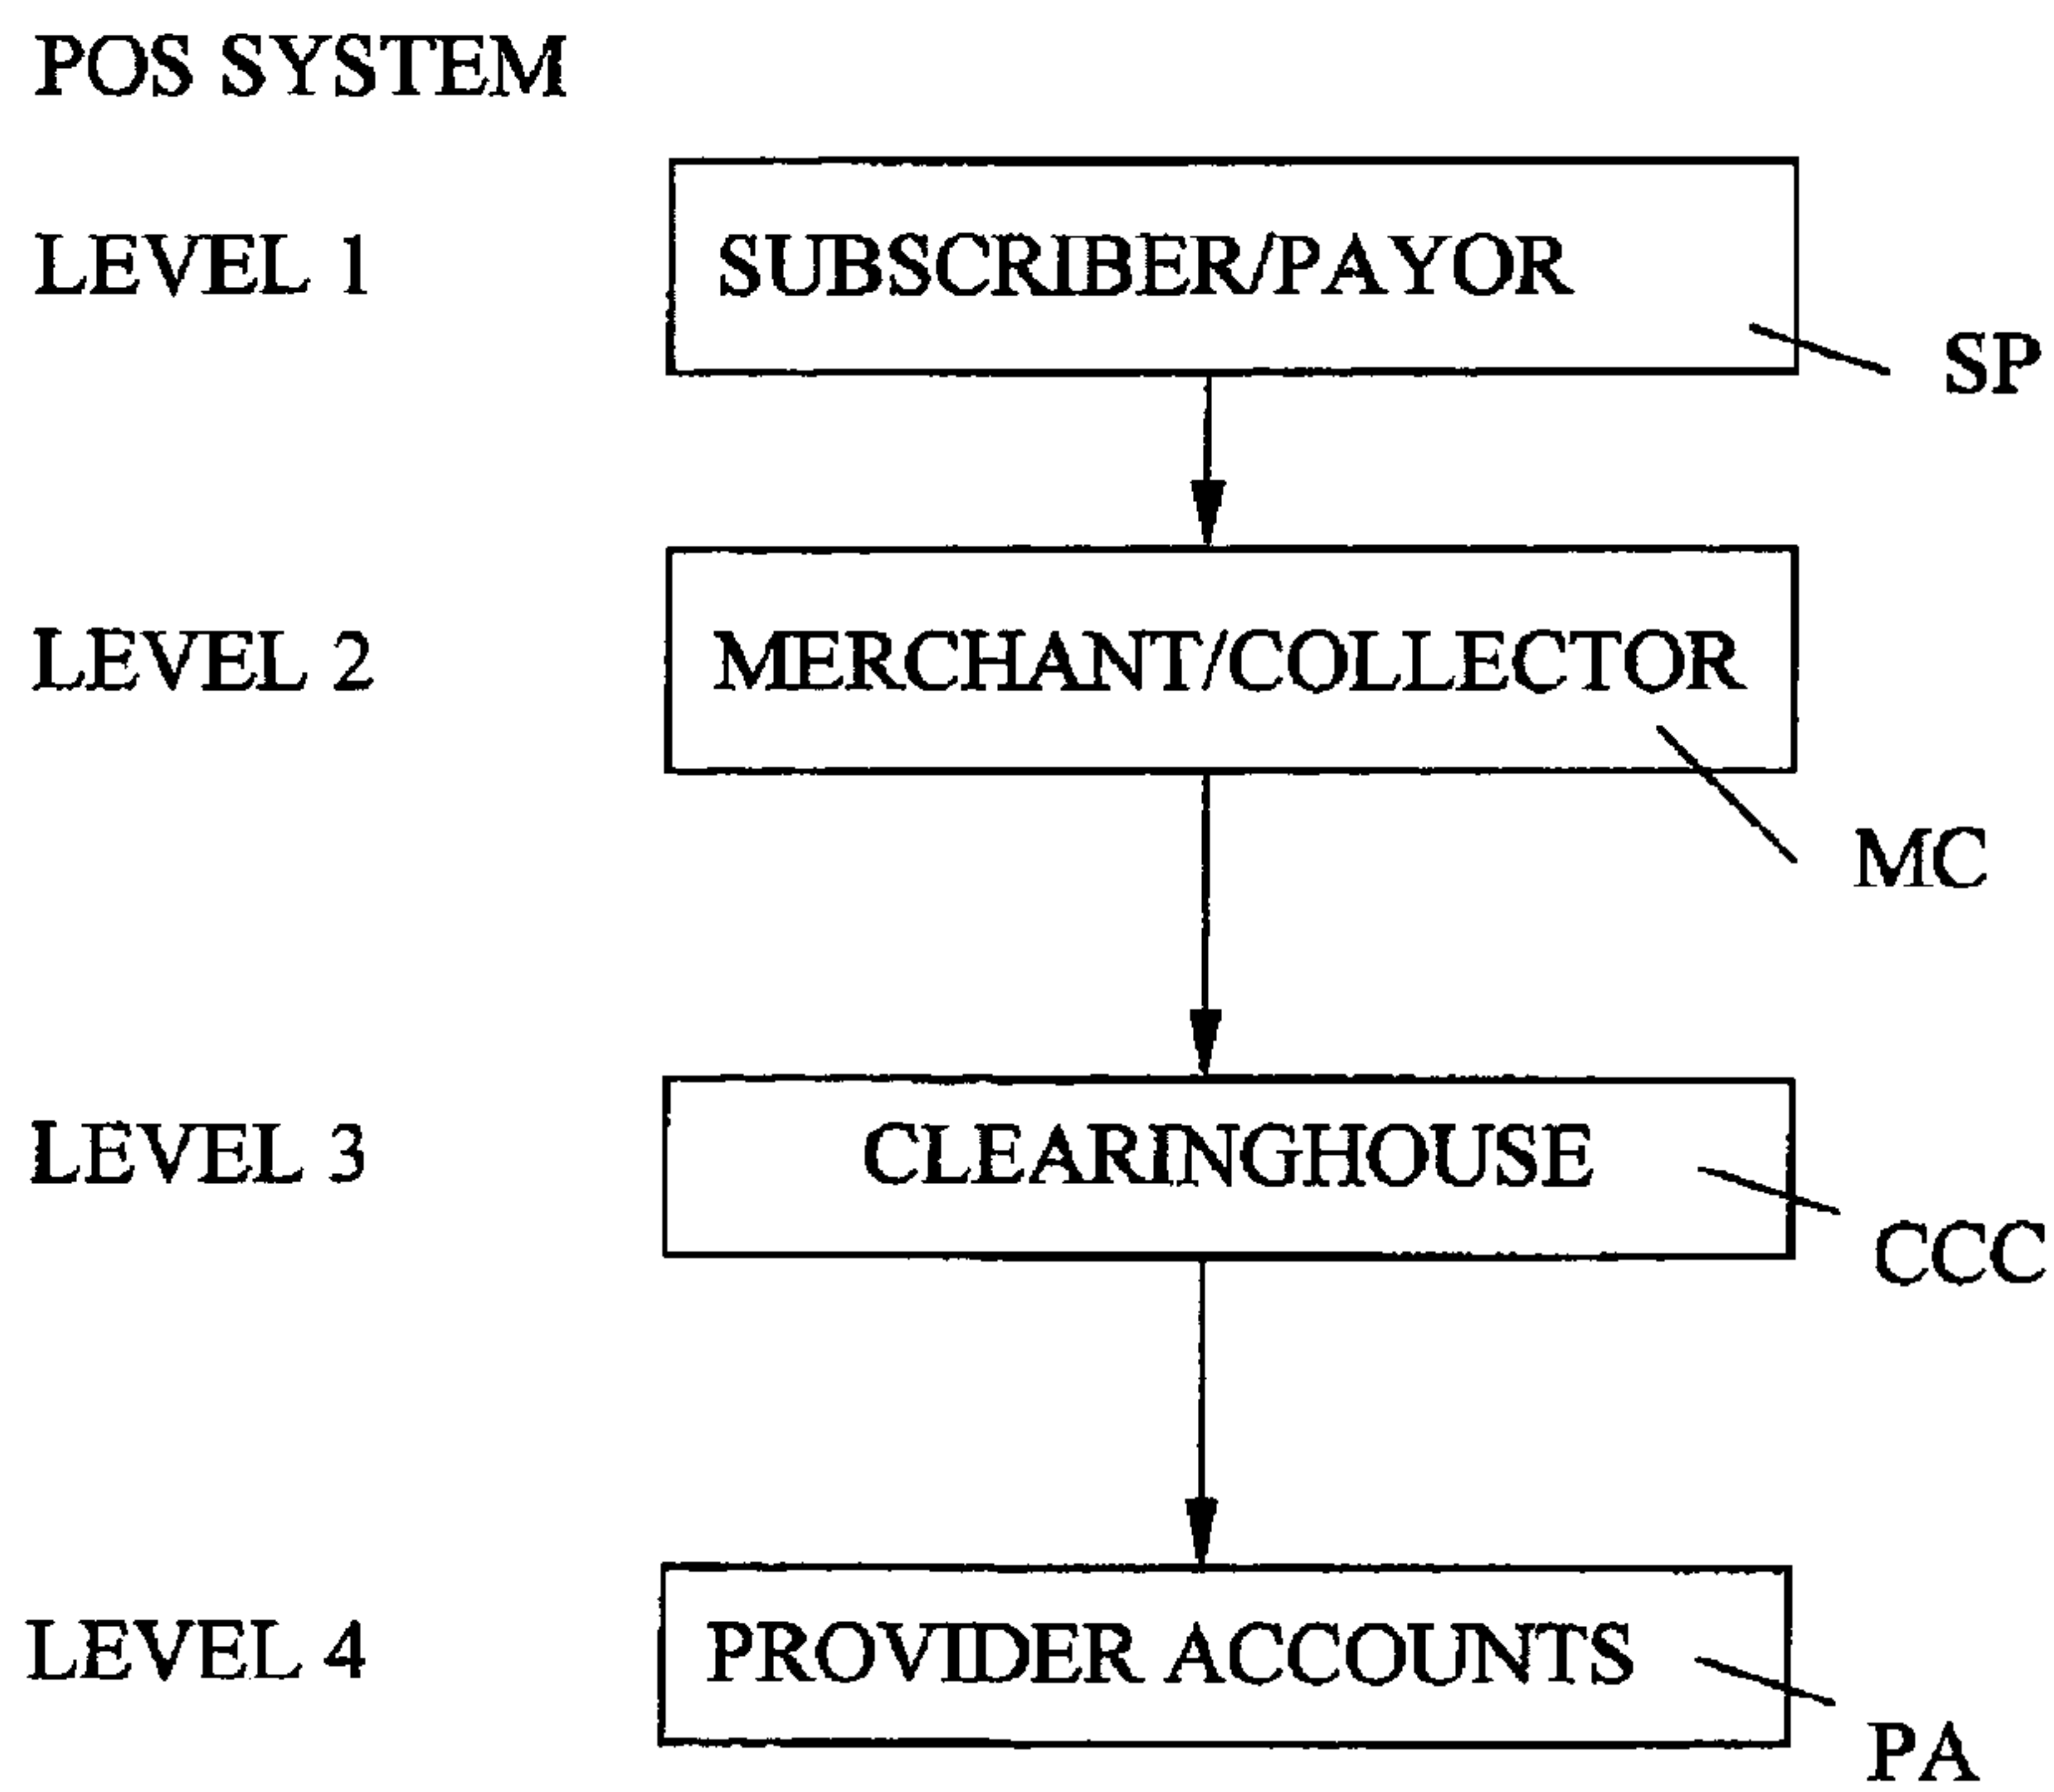 POS SYSTEM
LEVEL 1
SUBSCRIBER/PAYOR
SP
LEVEL 2
MERCHANT/COLLECTOR
MC
LEVEL 3
CLEARINGHOUSE
CCC
LEVEL 4
PROVIDER ACCOUNTS
PA